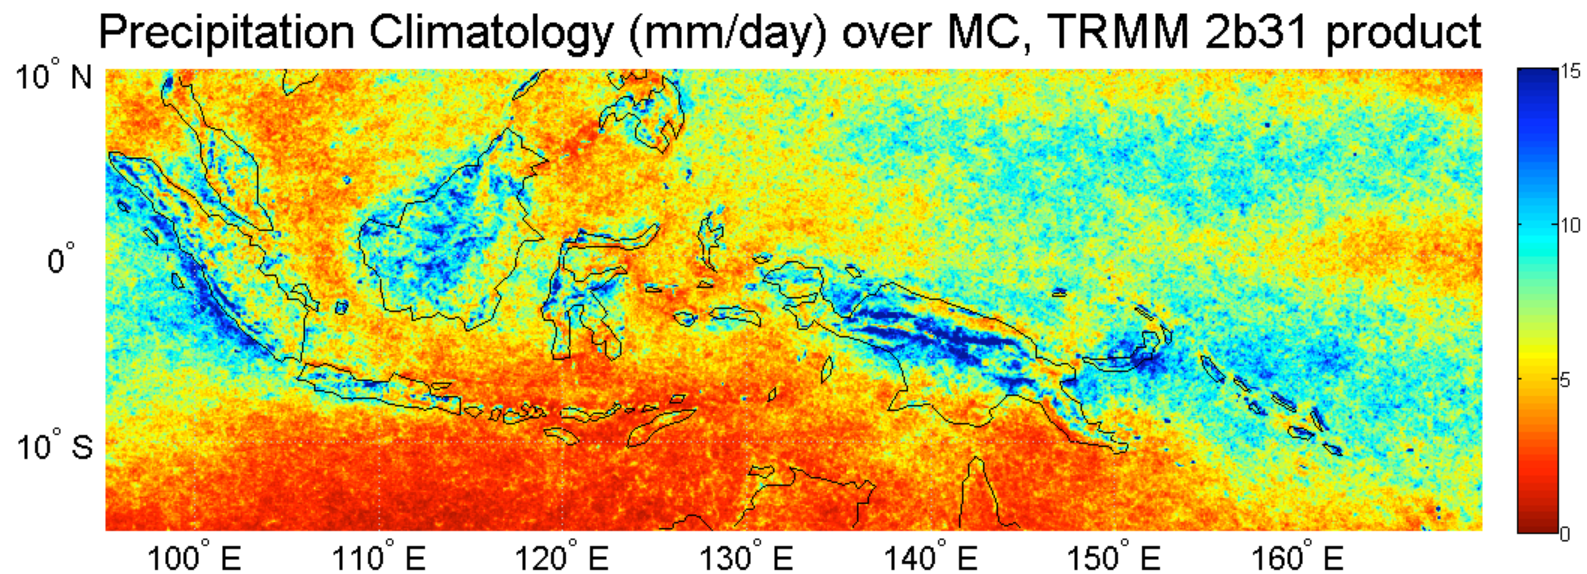 Precipitation Climatology (mm/day) over MC, TRMM 2b31 product
10° N
0°
10° S
100° E 110° E 120° E 130° E 140° E 150° E 160° E
15
10
5
0